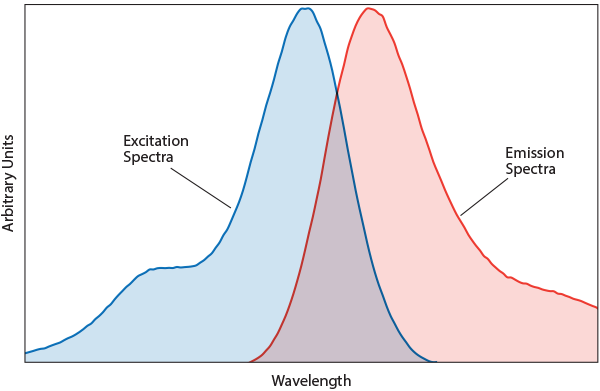 Excitation
Spectra
Emission
Spectra
Arbitrary Units
Wavelength